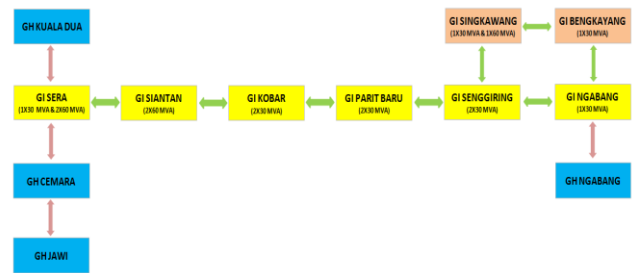 GH KUALA DUA
GI SINGKAWANG
(1X30 MVA & 1X60 MVA)
GI BENGKAYANG
(1X30 MVA)
GI SERA
(1X30 MVA & 2X60 MVA)
GI SIANTAN
(2X60 MVA)
GI KOBAR
(2X30 MVA)
GI PARIT BARU
(2X30 MVA)
GI SENGGIRING
(2X30 MVA)
GI NGABANG
(1X30 MVA)
GH CEMARA
GH NGABANG
GH JAWI